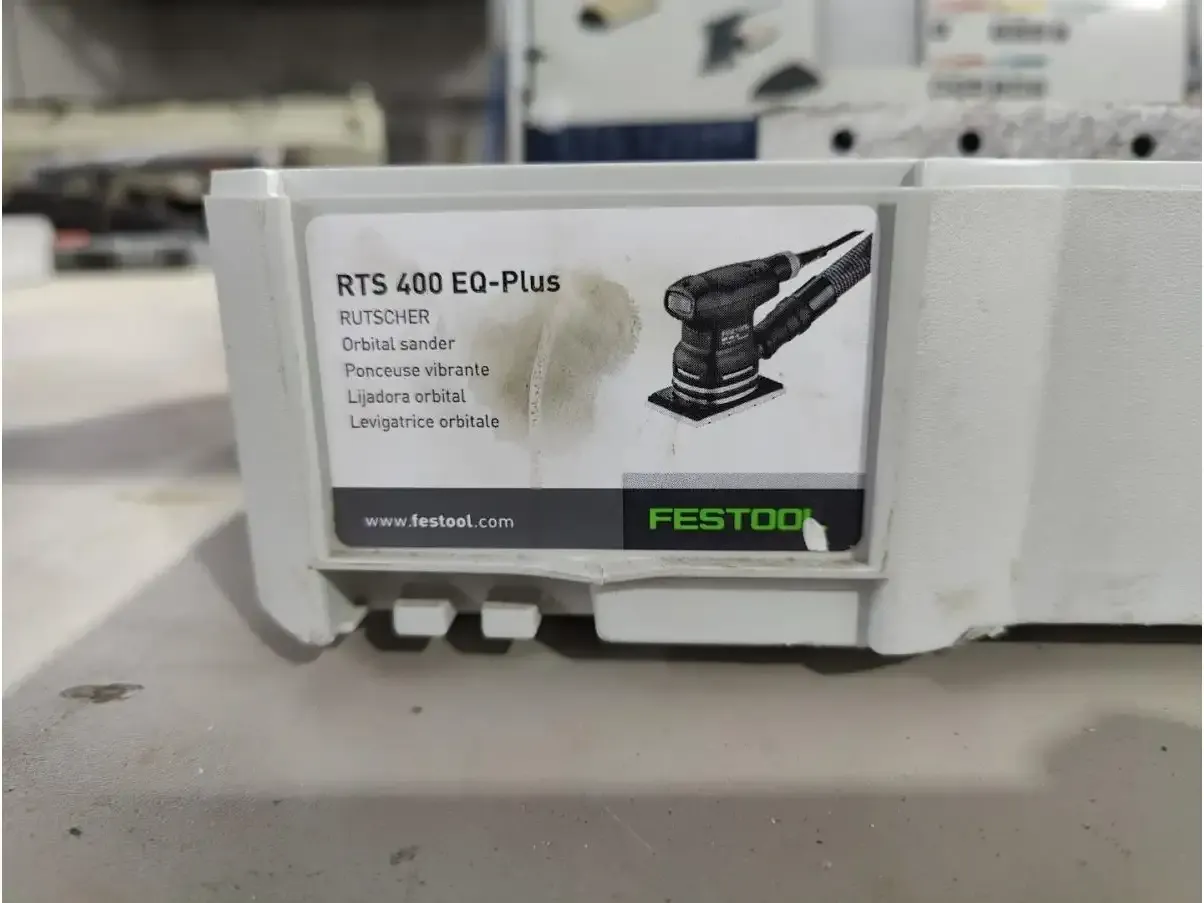 RTS 400 EQ-Plus
RUTSCHER
Orbital sander
Ponceuse vibrante
Lijadora orbital
Levigatrice orbitale
www.festool.com
FESTOOL